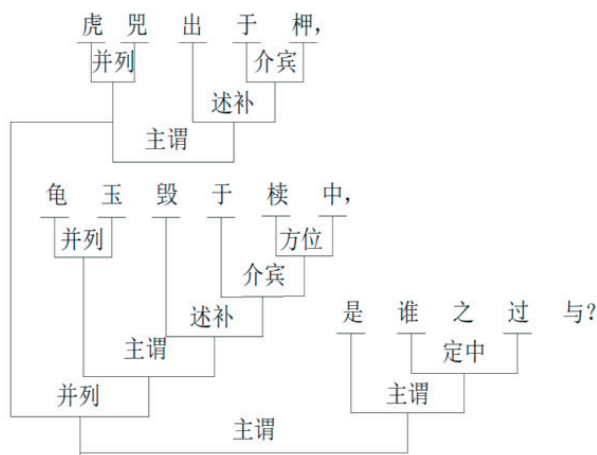 虎 兕 出 于 柙，
并列 介宾
述补
主谓
龟 玉 毁 于 椟 中，
并列 方位
介宾
述补
主谓
是 谁 之 过 与？
定中
主谓
并列
主谓